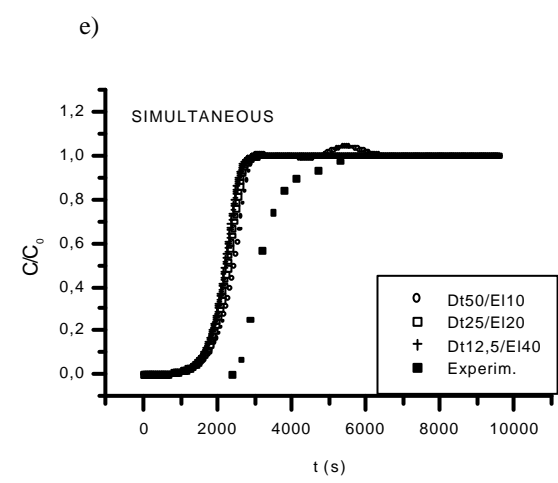 e)
1,2
SIMULTANEOUS
1,0
0,8
0,6
0,4
0,2
0,0
C/C0
Dt50/El10
Dt25/El20
Dt12,5/El40
Experim.
0 2000 4000 6000 8000 10000
t (s)